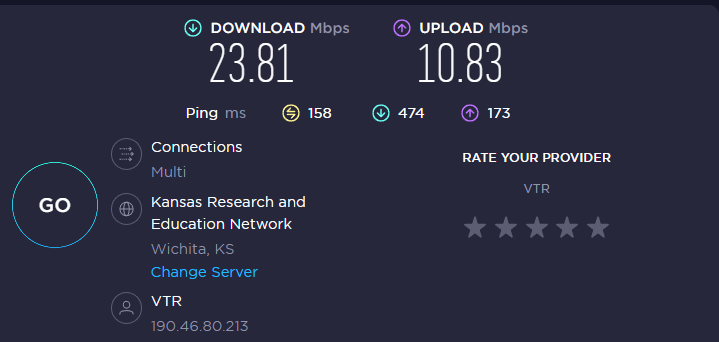 DOWNLOAD Mbps UPLOAD Mbps
23.81 10.83
Ping ms 158 474 173
Connections
Multi
RATE YOUR PROVIDER
VTR
GO
Kansas Research and
Education Network
Wichita, KS
Change Server
VTR
190.46.80.213